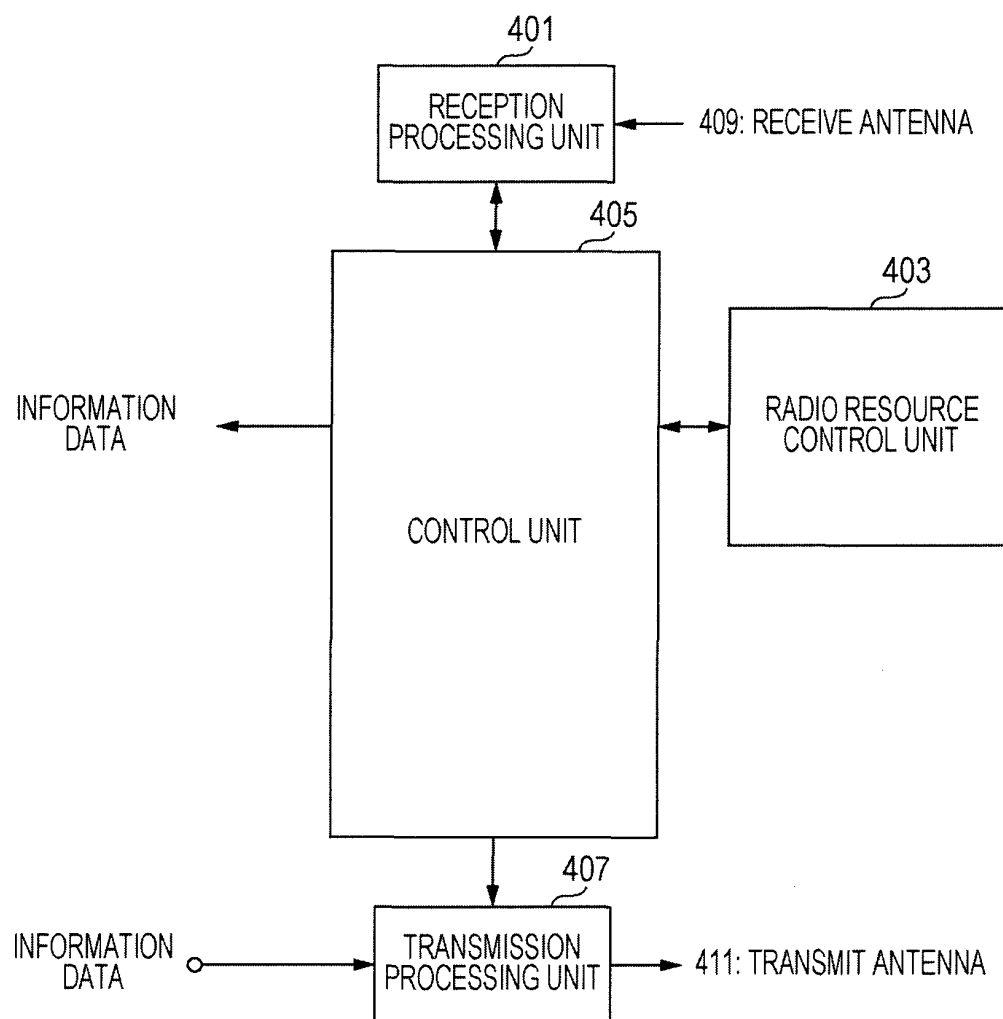 401
RECEPTION
PROCESSING UNIT
409: RECEIVE ANTENNA
405
403
INFORMATION
DATA
RADIO RESOURCE
CONTROL UNIT
CONTROL UNIT
407
INFORMATION
DATA
TRANSMISSION
PROCESSING UNIT
411: TRANSMIT ANTENNA